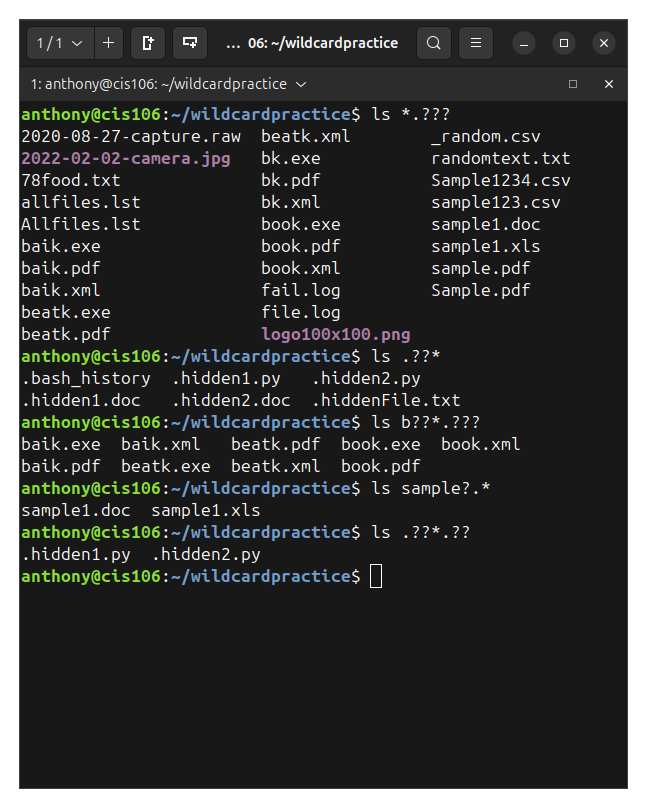 1 / 1
... 06: ~/wildcardpractice
1: anthony@cis106: ~/wildcardpractice
anthony@cis106:~/wildcardpractice$ ls *.???
2020-08-27-capture.raw  beatk.xml        _random.csv
2022-02-02-camera.jpg   bk.exe           randomtext.txt
78food.txt              bk.pdf           Sample1234.csv
allfiles.lst            bk.xml           sample123.csv
Allfiles.lst            book.exe         sample1.doc
baik.exe                book.pdf         sample1.xls
baik.pdf                book.xml         sample.pdf
baik.xml                fail.log         Sample.pdf
beatk.exe               file.log
beatk.pdf               logo100x100.png
anthony@cis106:~/wildcardpractice$ ls .??*
.bash_history  .hidden1.py   .hidden2.py
.hidden1.doc   .hidden2.doc  .hiddenFile.txt
anthony@cis106:~/wildcardpractice$ ls b??*.???
baik.exe  baik.xml   beatk.pdf  book.exe  book.xml
baik.pdf  beatk.exe  beatk.xml  book.pdf
anthony@cis106:~/wildcardpractice$ ls sample?.*
sample1.doc  sample1.xls
anthony@cis106:~/wildcardpractice$ ls .??*.??
.hidden1.py  .hidden2.py
anthony@cis106:~/wildcardpractice$